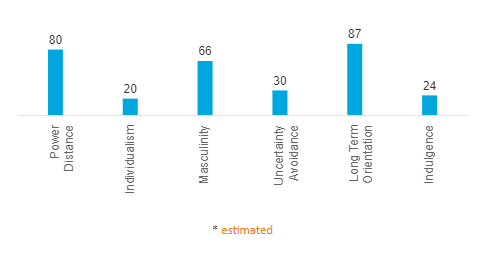 80
20
66
30
87
24
Power
Distance
Individualism
Masculinity
Uncertainty
Avoidance
Long Term
Orientation
Indulgence
* estimated